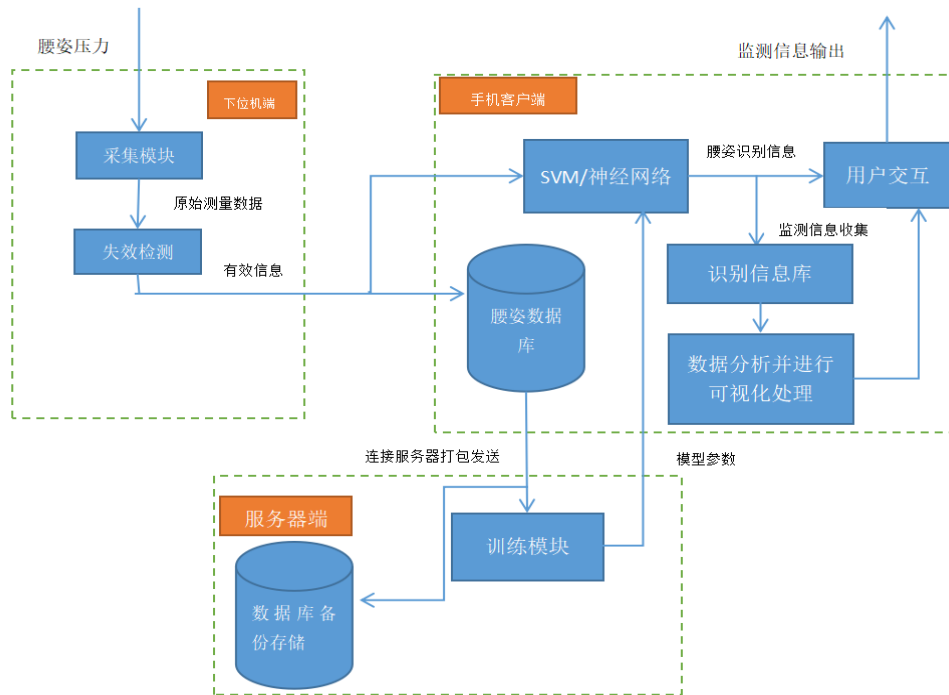 腰姿压力
监测信息输出
下位机端
手机客户端
采集模块
原始测量数据
失效检测
有效信息
SVM/神经网络
腰姿识别信息
用户交互
监测信息收集
识别信息库
腰姿数据
库
数据分析并进行
可视化处理
连接服务器打包发送
模型参数
服务器端
训练模块
数据库备
份存储